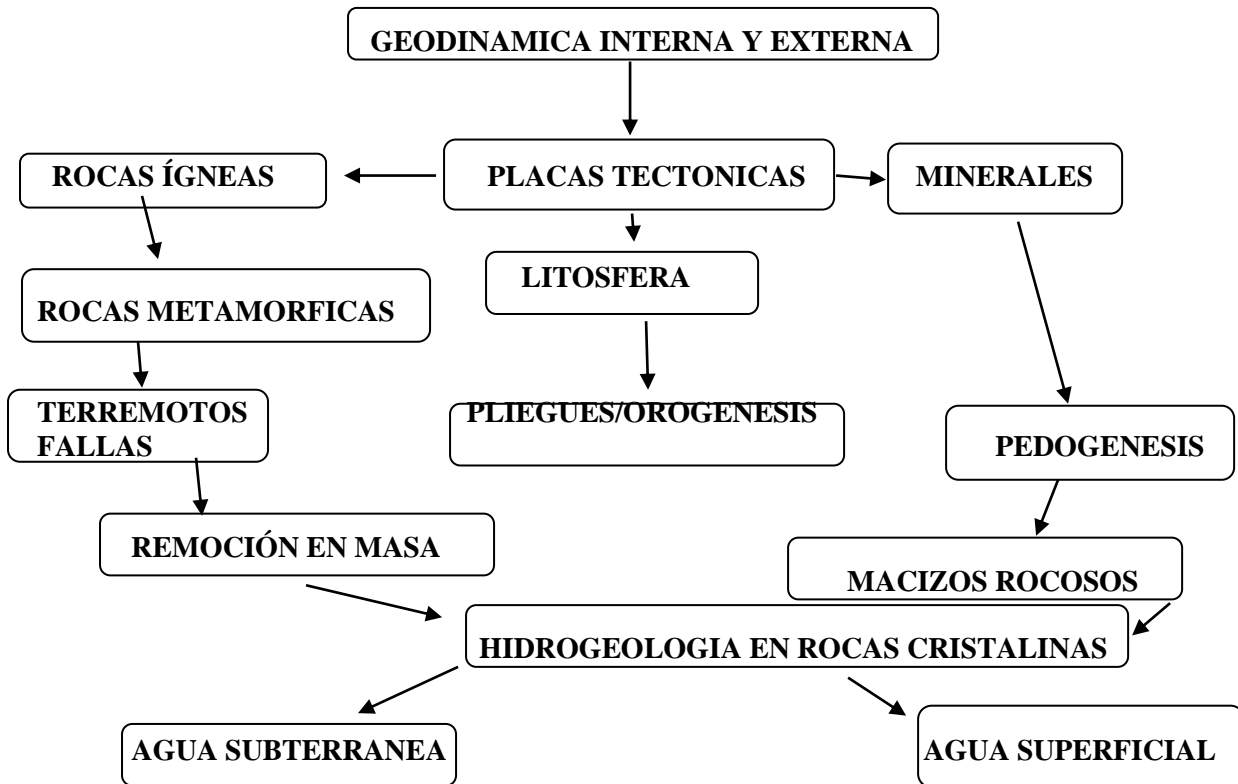 GEODINAMICA INTERNA Y EXTERNA
ROCAS ÍGNEAS
PLACAS TECTONICAS
MINERALES
LITOSFERA
ROCAS METAMORFICAS
TERREMOTOS
FALLAS
PLIEGUES/OROGENESIS
PEDOGENESIS
REMOCIÓN EN MASA
MACIZOS ROCOSOS
HIDROGEOLOGIA EN ROCAS CRISTALINAS
AGUA SUBTERRANEA
AGUA SUPERFICIAL